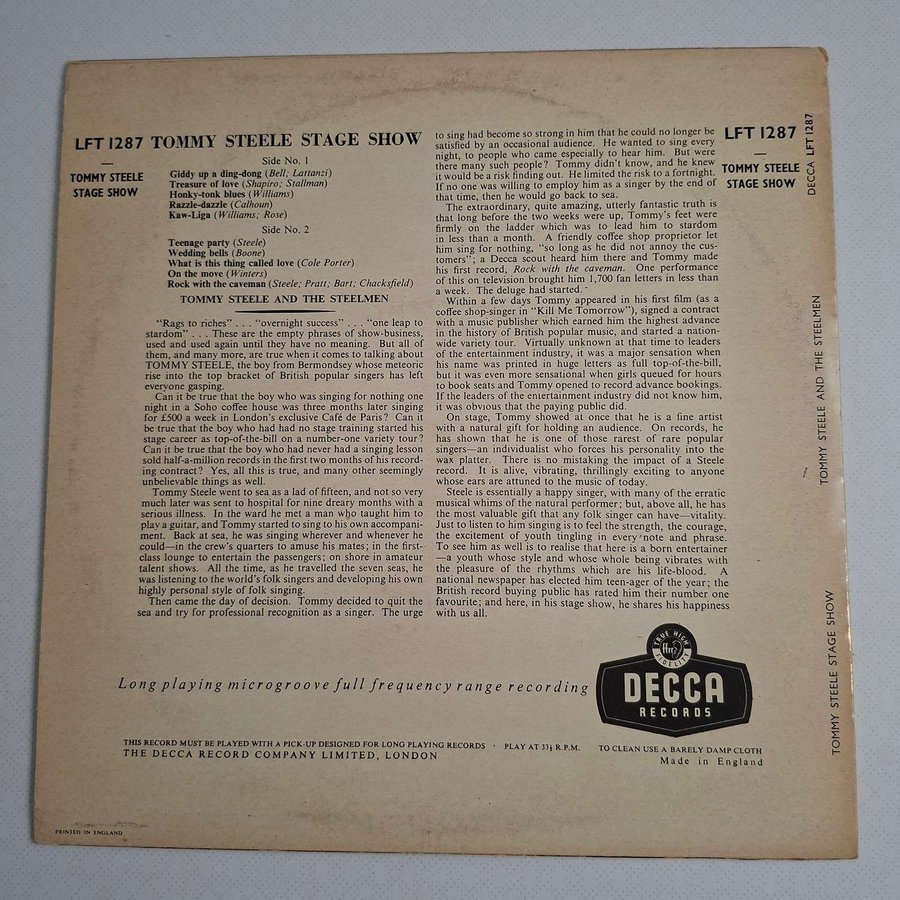 LFT 1287 TOMMY STEELE STAGE SHOW
—
TOMMY STEELE
STAGE SHOW
Side No. 1
Giddy up a ding-dong (Bell; Lattanzi)
Treasure of love (Shapiro; Stallman)
Honky-tonk blues (Williams)
Razzle-dazzle (Calhoun)
Kaw-Liga (Williams; Rose)
Side No. 2
Teenage party (Steele)
Wedding bells (Boone)
What is this thing called love (Cole Porter)
On the move (Winters)
Rock with the caveman (Steele; Pratt; Bart; Chacksfield)
TOMMY STEELE AND THE STEELMEN
"Rags to riches" . . . "overnight success" . . . "one leap to
stardom" . . . These are the empty phrases of show-business,
used and used again until they have no meaning. But all of
them, and many more, are true when it comes to talking about
TOMMY STEELE, the boy from Bermondsey whose meteoric
rise into the top bracket of British popular singers has left
everyone gasping.
Can it be true that the boy who was singing for nothing one
night in a Soho coffee house was three months later singing
for £500 a week in London's exclusive Café de Paris? Can it
be true that the boy who had had no stage training started his
stage career as top-of-the-bill on a number-one variety tour?
Can it be true that the boy who had never had a singing lesson
sold half-a-million records in the first two months of his record-
ing contract? Yes, all this is true, and many other seemingly
unbelievable things as well.
Tommy Steele went to sea as a lad of fifteen, and not so very
much later was sent to hospital for nine dreary months with a
serious illness. In the ward he met a man who taught him to
play a guitar, and Tommy started to sing to his own accompani-
ment. Back at sea, he was singing wherever and whenever he
could—in the crew's quarters to amuse his mates; in the first-
class lounge to entertain the passengers; on shore in amateur
talent shows. All the time, as he travelled the seven seas, he
was listening to the world's folk singers and developing his own
highly personal style of folk singing.
Then came the day of decision. Tommy decided to quit the
sea and try for professional recognition as a singer. The urge
to sing had become so strong in him that he could no longer be
satisfied by an occasional audience. He wanted to sing every
night, to people who came especially to hear him. But were
there many such people? Tommy didn't know, and he knew
it would be a risk finding out. He limited the risk to a fortnight.
If no one was willing to employ him as a singer by the end of
that time, then he would go back to sea.
The extraordinary, quite amazing, utterly fantastic truth is
that long before the two weeks were up, Tommy's feet were
firmly on the ladder which was to lead him to stardom
in less than a month. A friendly coffee shop proprietor let
him sing for nothing, "so long as he did not annoy the cus-
tomers"; a Decca scout heard him there and Tommy made
his first record, Rock with the caveman. One performance
of this on television brought him 1,700 fan letters in less than
a week. The deluge had started.
Within a few days Tommy appeared in his first film (as a
coffee shop-singer in "Kill Me Tomorrow"), signed a contract
with a music publisher which earned him the highest advance
in the history of British popular music, and started a nation-
wide variety tour. Virtually unknown at that time to leaders
of the entertainment industry, it was a major sensation when
his name was printed in huge letters as full top-of-the-bill,
but it was even more sensational when girls queued for hours
to book seats and Tommy opened to record advance bookings.
If the leaders of the entertainment industry did not know him,
it was obvious that the paying public did.
On stage, Tommy showed at once that he is a fine artist
with a natural gift for holding an audience. On records, he
has shown that he is one of those rarest of rare popular
singers—an individualist who forces his personality into the
wax platter. There is no mistaking the impact of a Steele
record. It is alive, vibrating, thrillingly exciting to anyone
whose ears are attuned to the music of today.
Steele is essentially a happy singer, with many of the erratic
musical whims of the natural performer; but, above all, he has
the most valuable gift that any folk singer can have—vitality.
Just to listen to him singing is to feel the strength, the courage,
the excitement of youth tingling in every note and phrase.
To see him as well is to realise that here is a born entertainer
—a youth whose style and whose whole being vibrates with
the pleasure of the rhythms which are his life-blood. A
national newspaper has elected him teen-ager of the year; the
British record buying public has rated him their number one
favourite; and here, in his stage show, he shares his happiness
with us all.
LFT 1287
—
TOMMY STEELE
STAGE SHOW
DECCA LFT 1287
TOMMY STEELE AND THE STEELMEN
TOMMY STEELE STAGE SHOW
Long playing microgroove full frequency range recording
TRUE HIGH FIDELITY
ffrr
DECCA
RECORDS
THIS RECORD MUST BE PLAYED WITH A PICK-UP DESIGNED FOR LONG PLAYING RECORDS · PLAY AT 33⅓ R.P.M.
TO CLEAN USE A BARELY DAMP CLOTH
THE DECCA RECORD COMPANY LIMITED, LONDON
Made in England
PRINTED IN ENGLAND